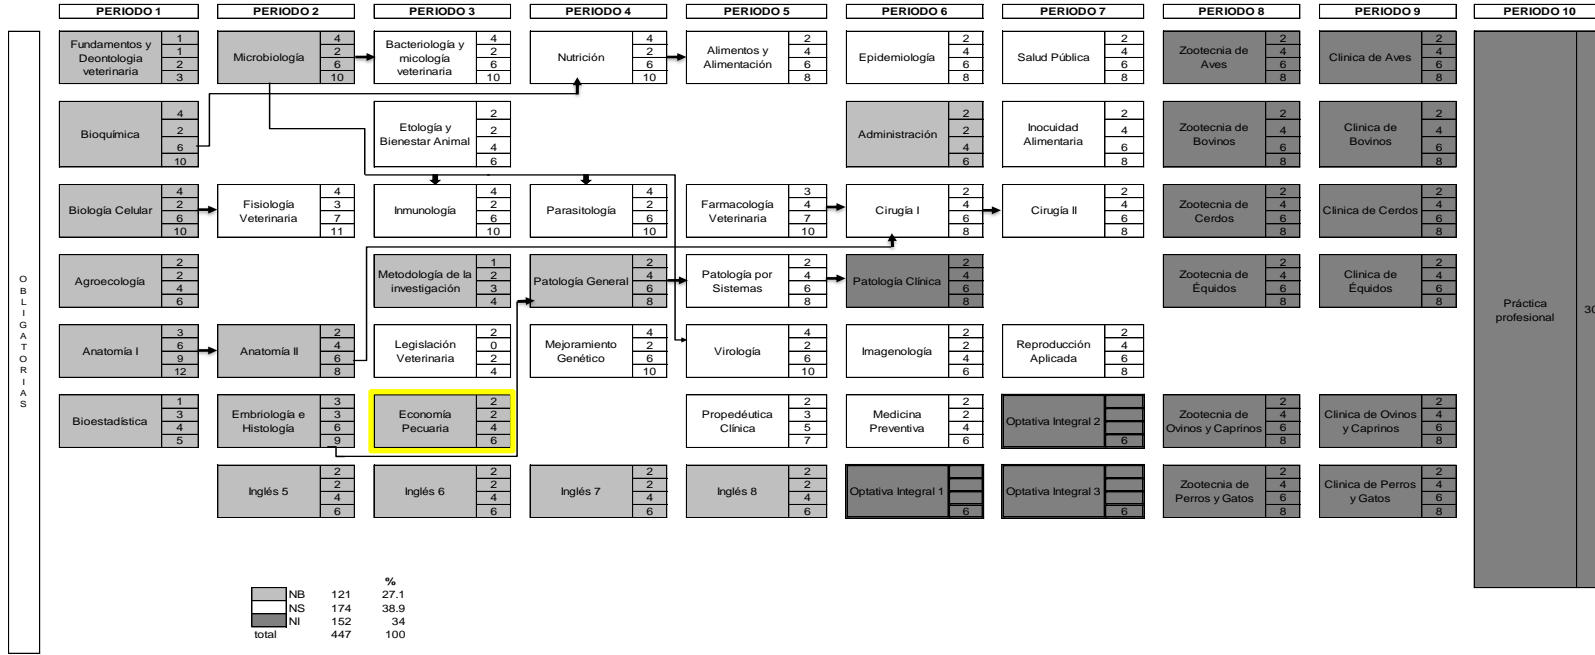 PERIODO 1 PERIODO 2 PERIODO 3 PERIODO 4 PERIODO 5 PERIODO 6 PERIODO 7 PERIODO 8 PERIODO 9 PERIODO 10
OBLIGATORIAS
Fundamentos y
Deontologia
veterinaria
1
1
2
3
Microbiología
4
2
6
10
Bacteriología y
micología
veterinaria
4
2
6
10
Nutrición
4
2
6
10
Alimentos y
Alimentación
2
4
6
8
Epidemiología
2
4
6
8
Salud Pública
2
4
6
8
Zootecnia de
Aves
2
4
6
8
Clinica de Aves
2
4
6
8
Bioquímica
4
2
6
10
Etología y
Bienestar Animal
2
2
4
6
Administración
2
2
4
6
Inocuidad
Alimentaria
2
4
6
8
Zootecnia de
Bovinos
2
4
6
8
Clinica de
Bovinos
2
4
6
8
Biología Celular
4
2
6
10
Fisiología
Veterinaria
4
3
7
11
Inmunología
4
2
6
10
Parasitología
4
2
6
10
Farmacología
Veterinaria
3
4
7
10
Cirugía I
2
4
6
8
Cirugía II
2
4
6
8
Zootecnia de
Cerdos
2
4
6
8
Clinica de Cerdos
2
4
6
8
Agroecología
2
2
4
6
Metodología de la
investigación
1
2
3
4
Patología General
2
4
6
8
Patología por
Sistemas
2
4
6
8
Patología Clínica
2
4
6
8
Zootecnia de
Équidos
2
4
6
8
Clinica de
Équidos
2
4
6
8
Práctica
profesional
30
Anatomía I
3
6
9
12
Anatomía II
2
4
6
8
Legislación
Veterinaria
2
0
2
4
Mejoramiento
Genético
4
2
6
10
Virología
4
2
6
10
Imagenología
2
2
4
6
Reproducción
Aplicada
2
4
6
8
Bioestadística
1
3
4
5
Embriología e
Histología
3
3
6
9
Economía
Pecuaria
2
2
4
6
Propedéutica
Clínica
2
3
5
7
Medicina
Preventiva
2
2
4
6
Optativa Integral 2
6
Zootecnia de
Ovinos y Caprinos
2
4
6
8
Clinica de Ovinos
y Caprinos
2
4
6
8
Inglés 5
2
2
4
6
Inglés 6
2
2
4
6
Inglés 7
2
2
4
6
Inglés 8
2
2
4
6
Optativa Integral 1
6
Optativa Integral 3
6
Zootecnia de
Perros y Gatos
2
4
6
8
Clinica de Perros
y Gatos
2
4
6
8
%
NB 121 27.1
NS 174 38.9
NI 152 34
total 447 100